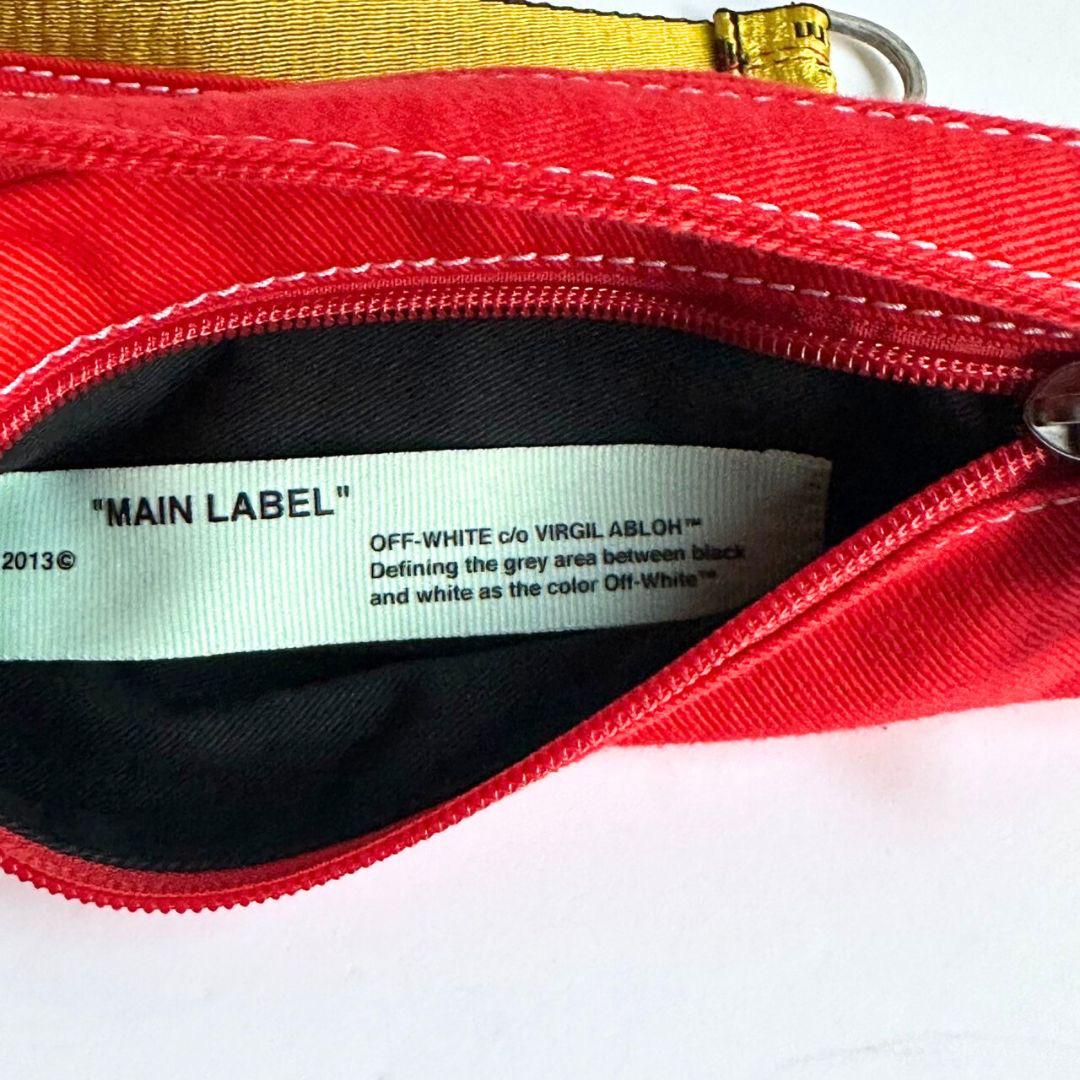 "MAIN LABEL"
2013©
OFF-WHITE c/o VIRGIL ABLOH™
Defining the grey area between black
and white as the color Off-White™